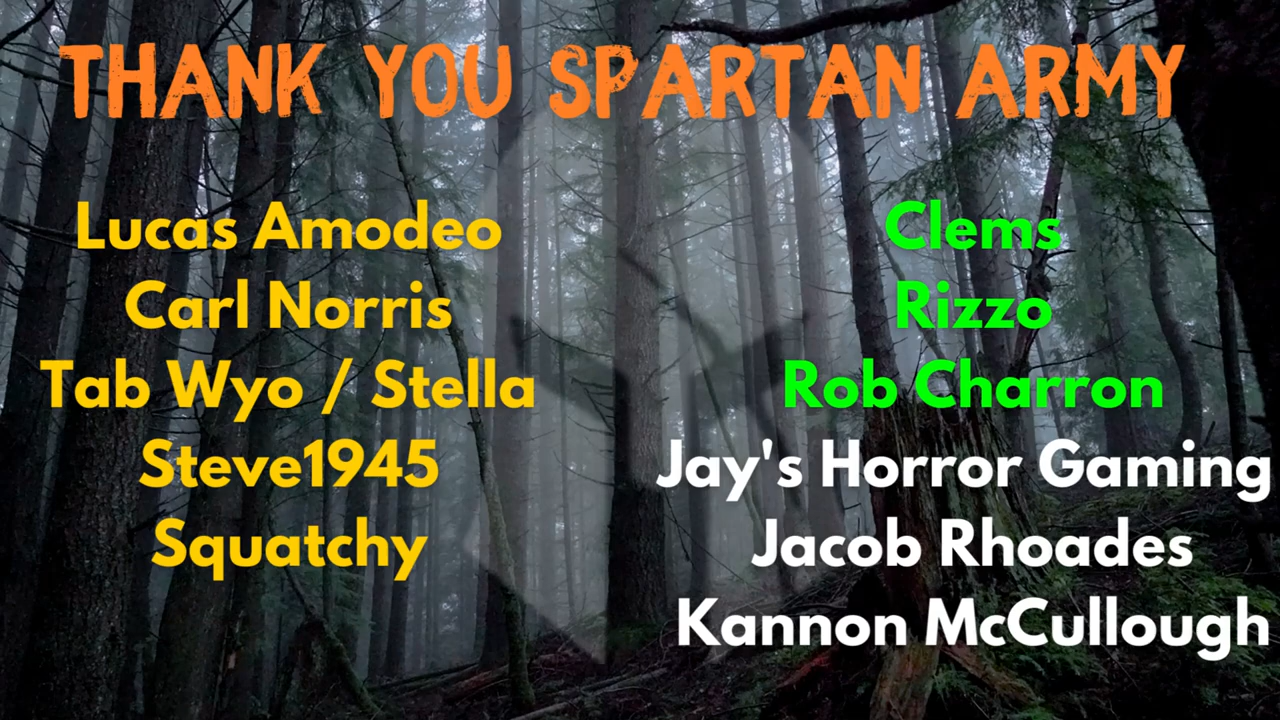 THANK YOU SPARTAN ARMY
Lucas Amodeo
Carl Norris
Tab Wyo / Stella
Steve1945
Squatchy
Clems
Rizzo
Rob Charron
Jay's Horror Gaming
Jacob Rhoades
Kannon McCullough